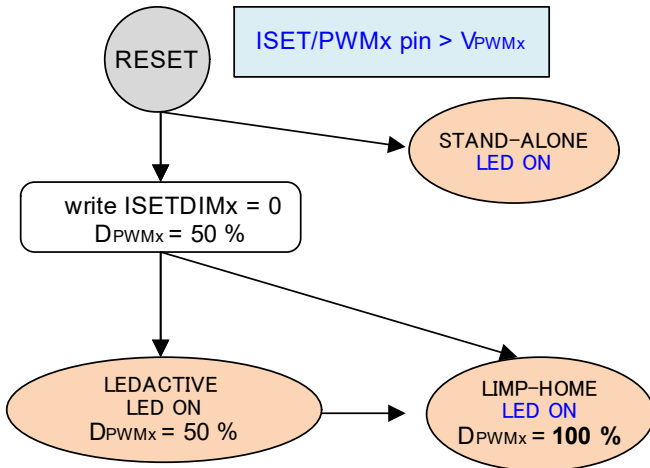 RESET
ISET/PWMx pin > VPWMx
STAND-ALONE
LED ON
write ISETDIMx = 0
DPWMx = 50 %
LEDACTIVE
LED ON
DPWMx = 50 %
LIMP-HOME
LED ON
DPWMx = 100 %